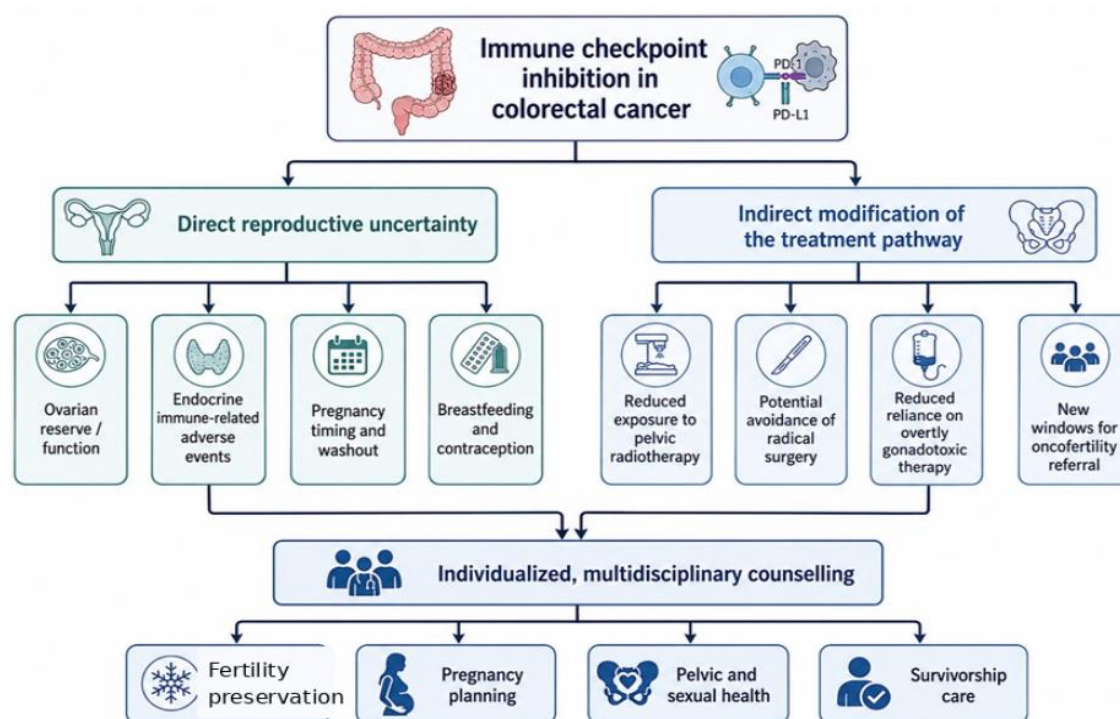 Immune checkpoint
inhibition in
colorectal cancer
PD-1
PD-L1
Direct reproductive uncertainty
Indirect modification of
the treatment pathway
Ovarian
reserve /
function
Endocrine
immune-related
adverse
events
Pregnancy
timing and
washout
Breastfeeding
and
contraception
Reduced
exposure to
pelvic
radiotherapy
Potential
avoidance of
radical
surgery
Reduced
reliance on
overtly
gonadotoxic
therapy
New
windows for
oncofertility
referral
Individualized, multidisciplinary counselling
Fertility
preservation
Pregnancy
planning
Pelvic and
sexual health
Survivorship
care